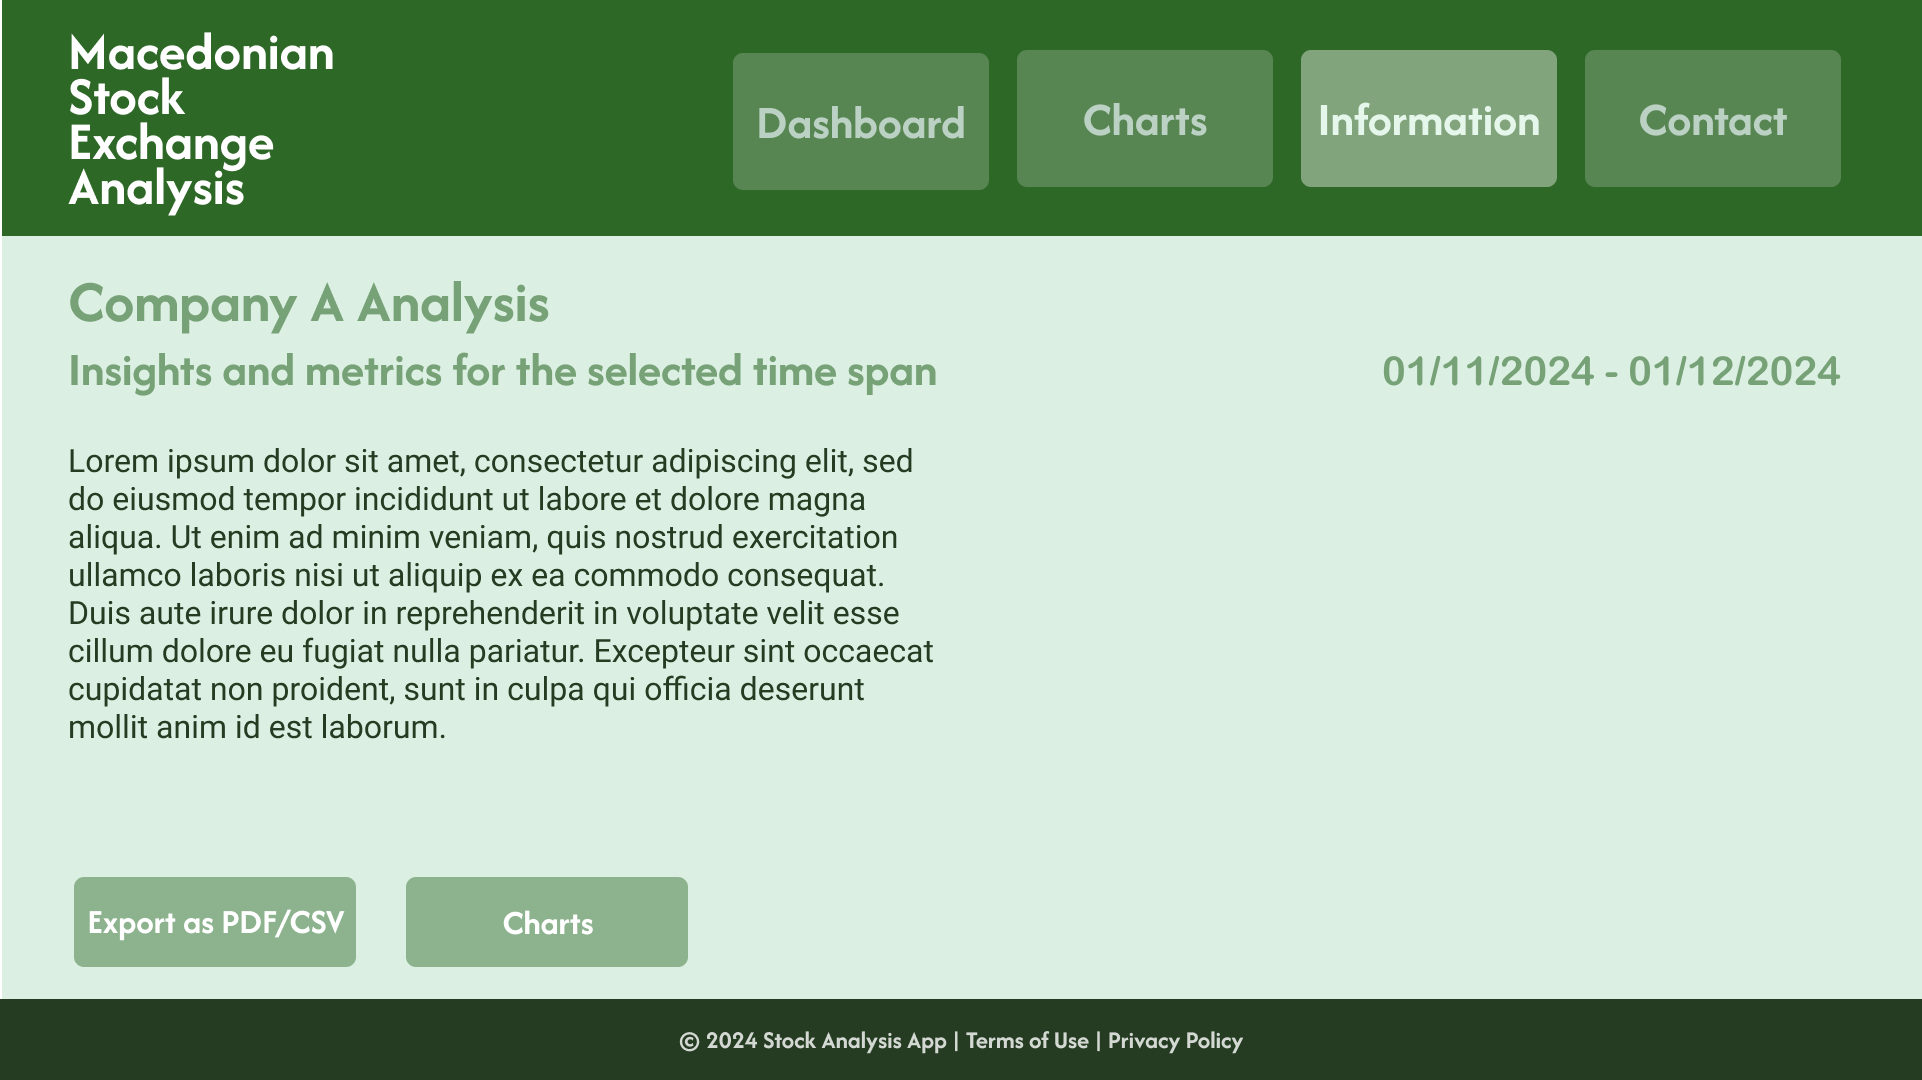 Macedonian
Stock
Exchange
Analysis
Dashboard
Charts
Information
Contact
Company A Analysis
Insights and metrics for the selected time span
01/11/2024 - 01/12/2024
Lorem ipsum dolor sit amet, consectetur adipiscing elit, sed
do eiusmod tempor incididunt ut labore et dolore magna
aliqua. Ut enim ad minim veniam, quis nostrud exercitation
ullamco laboris nisi ut aliquip ex ea commodo consequat.
Duis aute irure dolor in reprehenderit in voluptate velit esse
cillum dolore eu fugiat nulla pariatur. Excepteur sint occaecat
cupidatat non proident, sunt in culpa qui officia deserunt
mollit anim id est laborum.
Export as PDF/CSV
Charts
© 2024 Stock Analysis App | Terms of Use | Privacy Policy